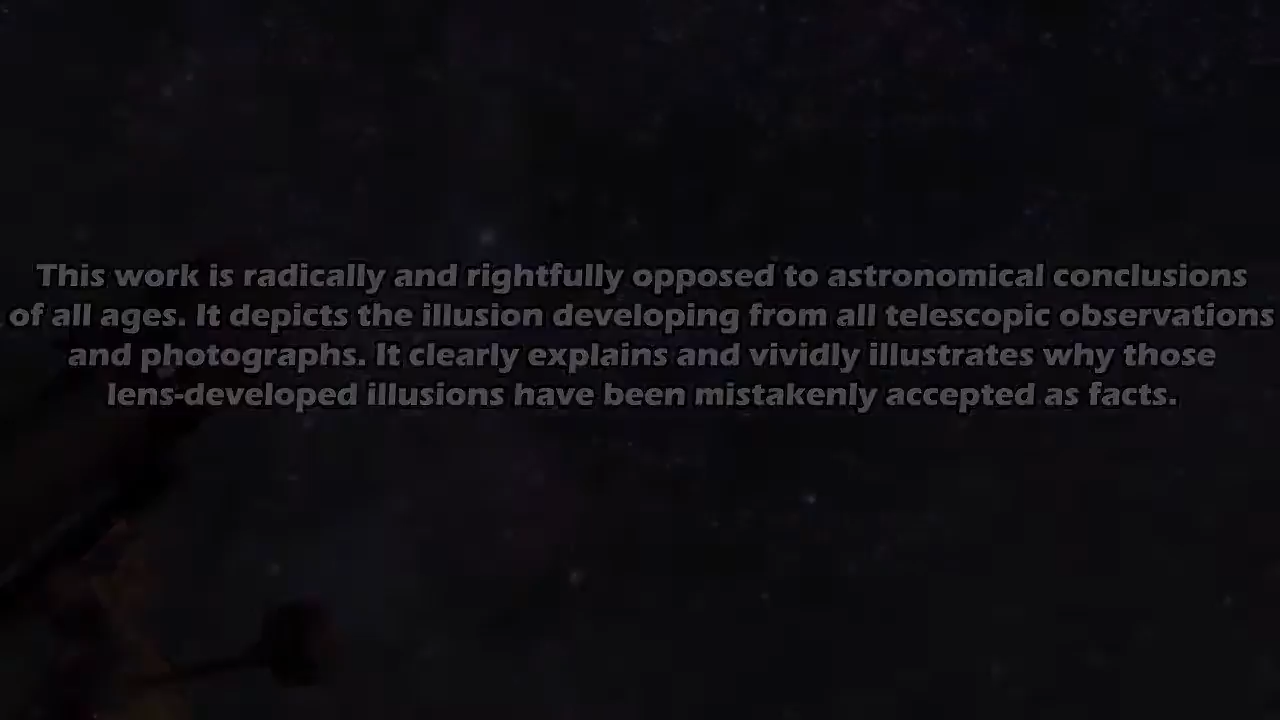 This work is radically and rightfully opposed to astronomical conclusions
of all ages. It depicts the illusion developing from all telescopic observations
and photographs. It clearly explains and vividly illustrates why those
lens-developed illusions have been mistakenly accepted as facts.